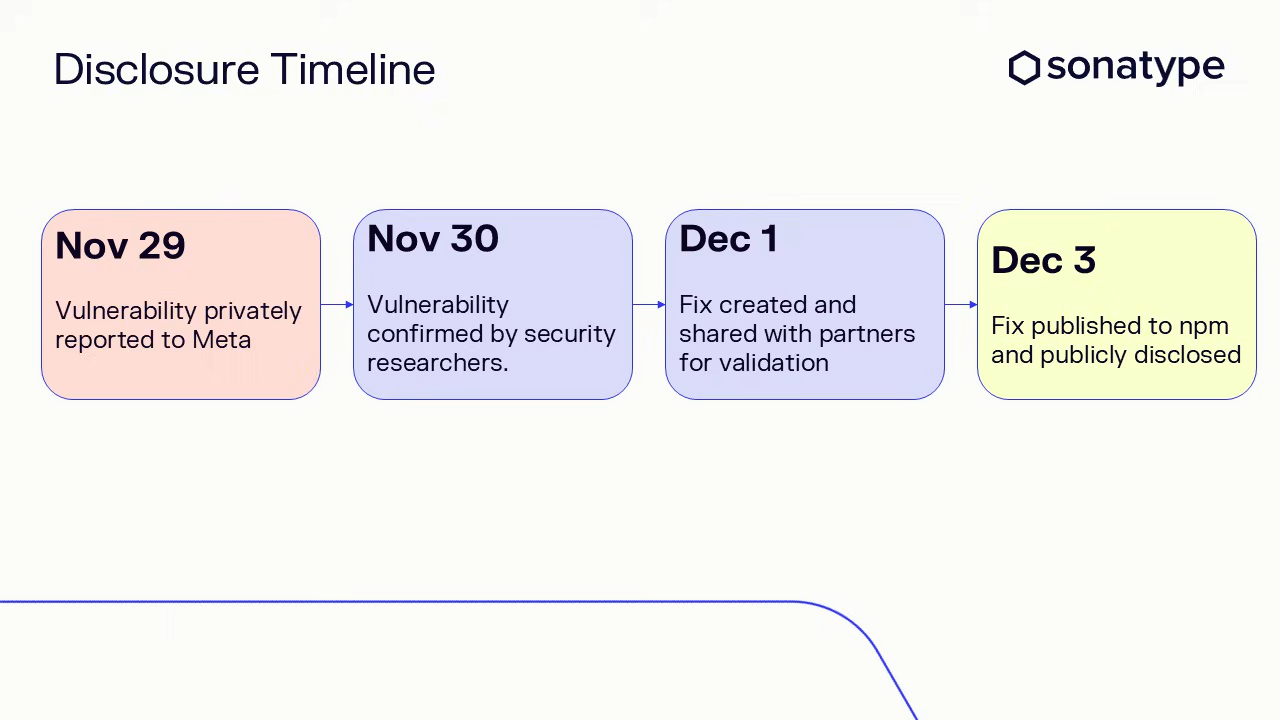 Disclosure Timeline
sonatype
Nov 29
Vulnerability privately
reported to Meta
Nov 30
Vulnerability
confirmed by security
researchers.
Dec 1
Fix created and
shared with partners
for validation
Dec 3
Fix published to npm
and publicly disclosed